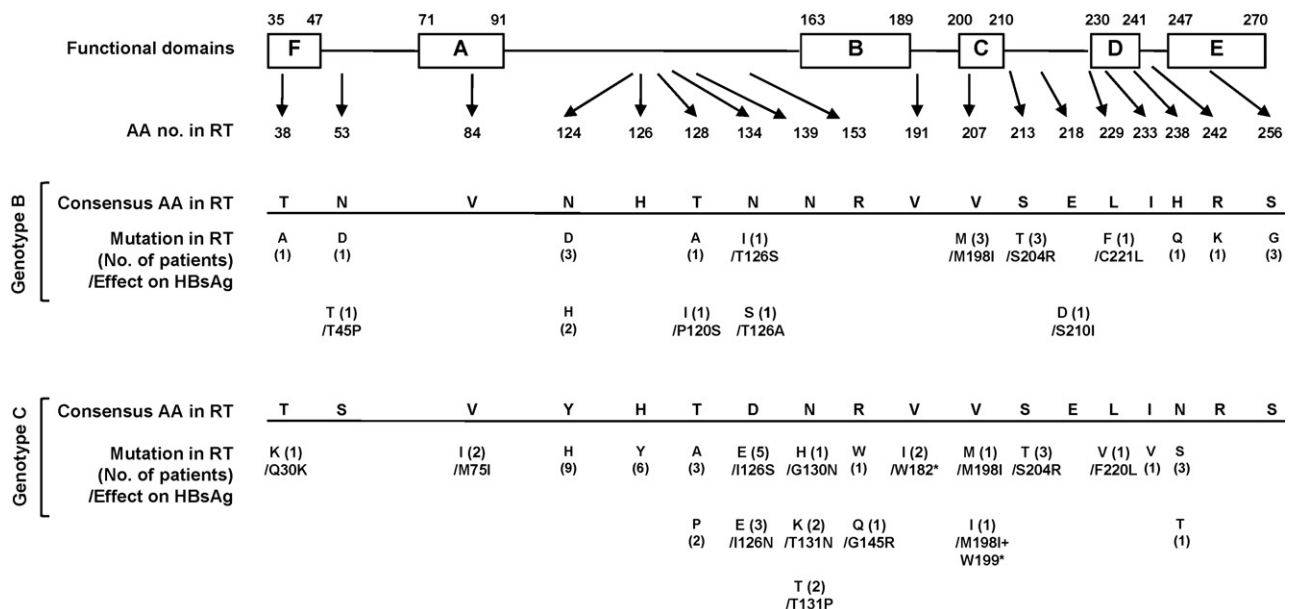 35 47 71 91 163 189 200 210 230 241 247 270
Functional domains F A B C D E
AA no. in RT 38 53 84 124 126 128 134 139 153 191 207 213 218 229 233 238 242 256
Genotype B
Consensus AA in RT T N V N H T N N R V V S E L I H R S
Mutation in RT A D D A I (1) M (3) T (3) F (1) Q K G
(No. of patients) (1) (1) (3) (1) /T126S /M198I /S204R /C221L (1) (1) (3)
/Effect on HBsAg
T (1) H I (1) S (1) D (1)
/T45P (2) /P120S /T126A /S210I
Genotype C
Consensus AA in RT T S V Y H T D N R V V S E L I N R S
Mutation in RT K (1) I (2) H Y A E (5) H (1) W I (2) M (1) T (3) V (1) V S
(No. of patients) /Q30K /M75I (9) (6) (3) /I126S /G130N (1) /W182* /M198I /S204R /F220L (1) (3)
/Effect on HBsAg
P E (3) K (2) Q (1) I (1) T
(2) /I126N /T131N /G145R /M198I+ (1)
W199*
T (2)
/T131P